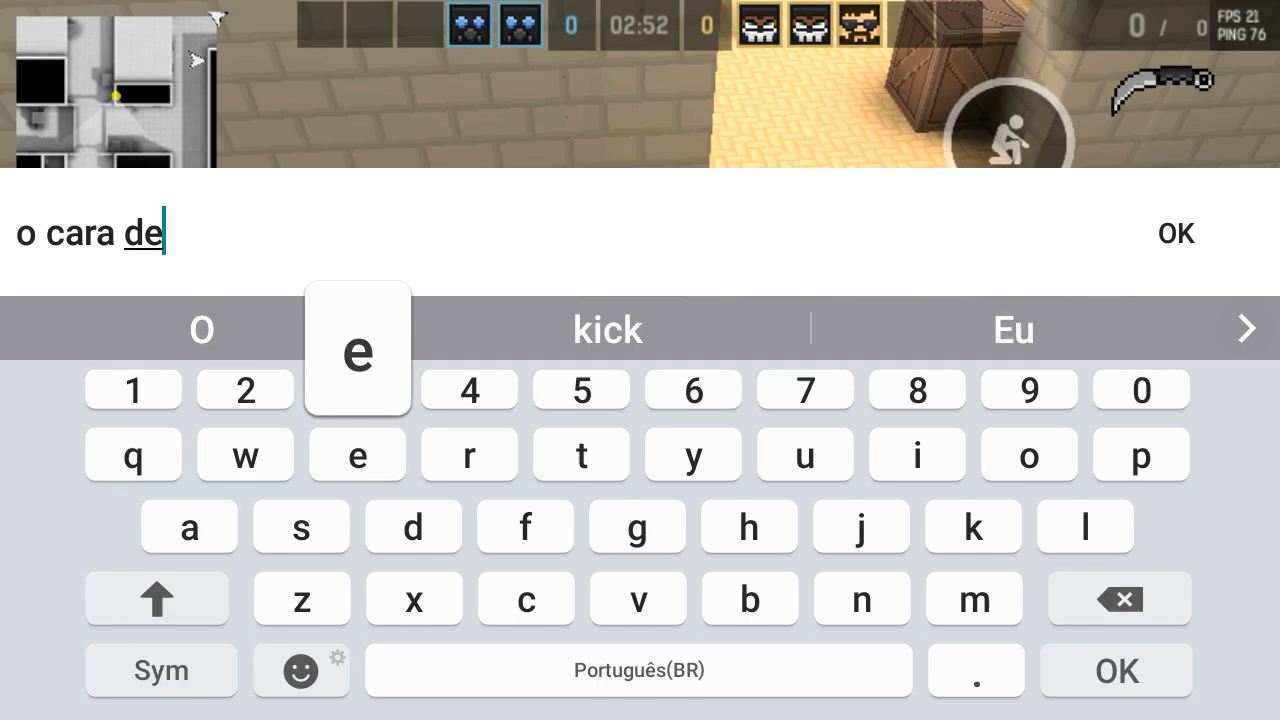 0 02:52 0
0 / 0
FPS 21
PING 76
o cara de
OK
O kick Eu
e
1 2 4 5 6 7 8 9 0
q w e r t y u i o p
a s d f g h j k l
z x c v b n m
Sym Português(BR) . OK